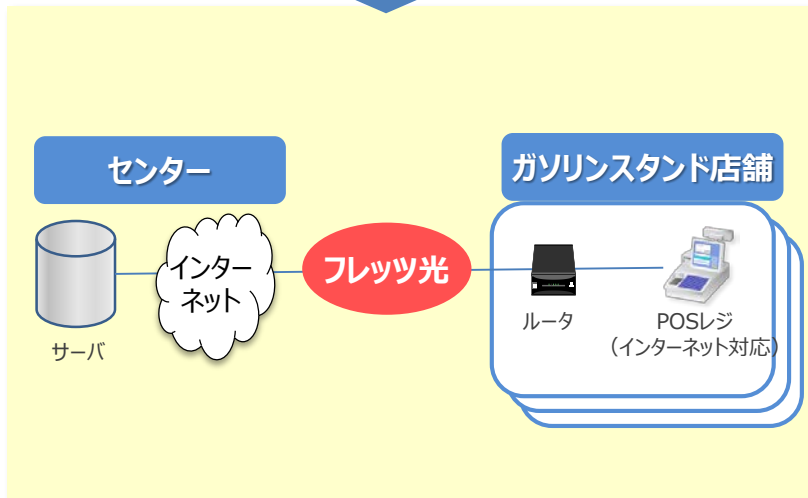 センター
ガソリンスタンド店舗
インター
ネット
フレッツ光
サーバ
ルータ
POSレジ
（インターネット対応）